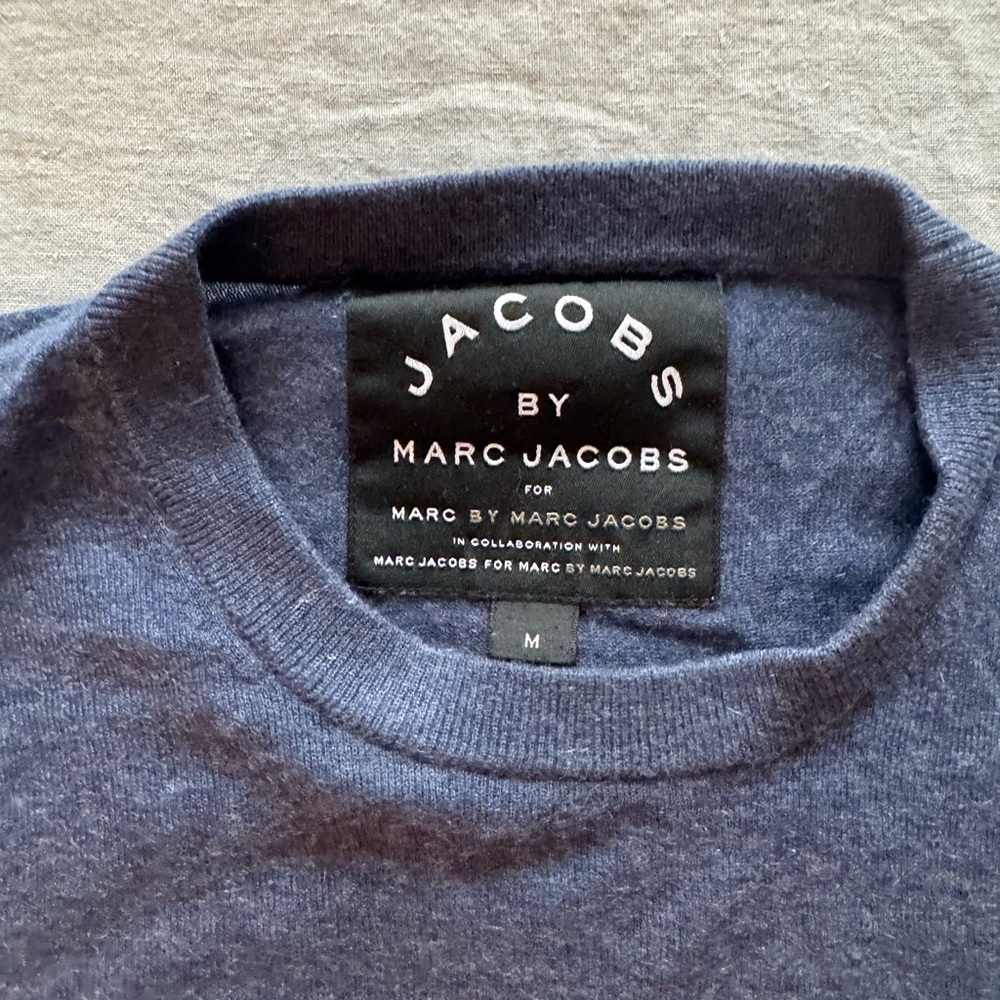 JACOBS
BY
MARC JACOBS
FOR
MARC BY MARC JACOBS
IN COLLABORATION WITH
MARC JACOBS FOR MARC BY MARC JACOBS
M